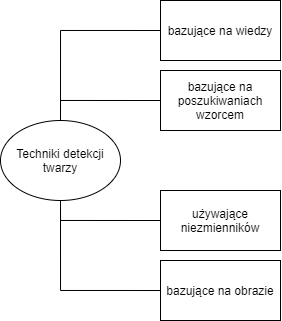 bazujące na wiedzy
bazujące na
poszukiwaniach
wzorcem
Techniki detekcji
twarzy
używające
niezmienników
bazujące na obrazie